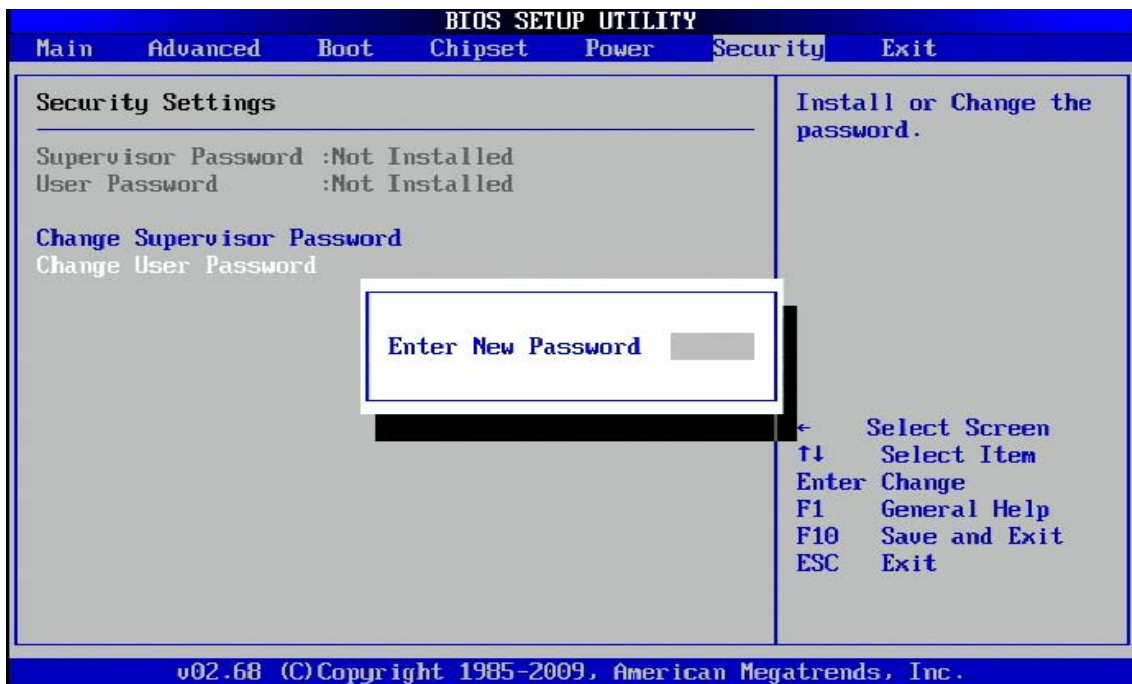 BIOS SETUP UTILITY
Main Advanced Boot Chipset Power Security Exit
Security Settings
Supervisor Password :Not Installed
User Password :Not Installed
Change Supervisor Password
Change User Password
Enter New Password
Install or Change the
password.
← Select Screen
↑↓ Select Item
Enter Change
F1 General Help
F10 Save and Exit
ESC Exit
v02.68 (C)Copyright 1985-2009, American Megatrends, Inc.